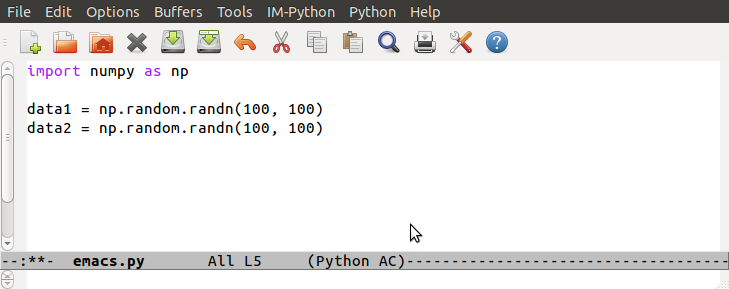 File Edit Options Buffers Tools IM-Python Python Help
import numpy as np
data1 = np.random.randn(100, 100)
data2 = np.random.randn(100, 100)
--:**-  emacs.py       All L5     (Python AC)------------------------------------